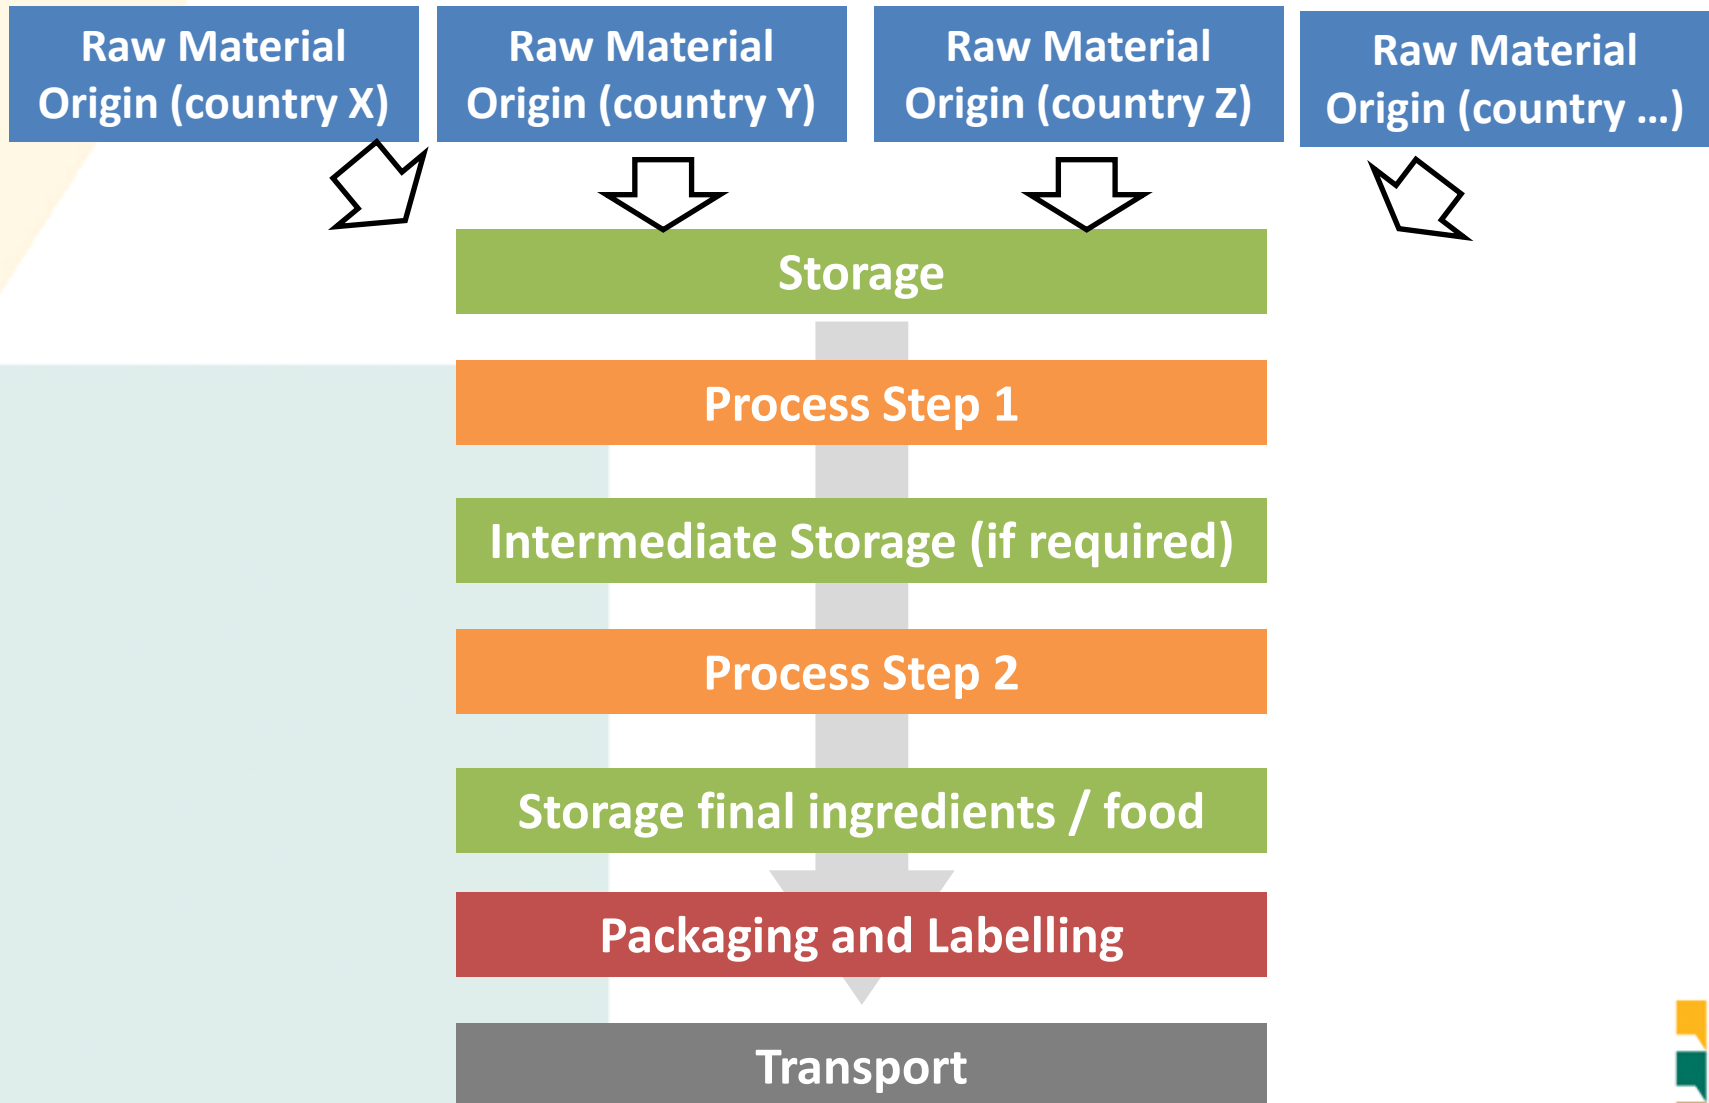 Raw Material
Origin (country X)
Raw Material
Origin (country Y)
Raw Material
Origin (country Z)
Raw Material
Origin (country ...)
Storage
Process Step 1
Intermediate Storage (if required)
Process Step 2
Storage final ingredients / food
Packaging and Labelling
Transport